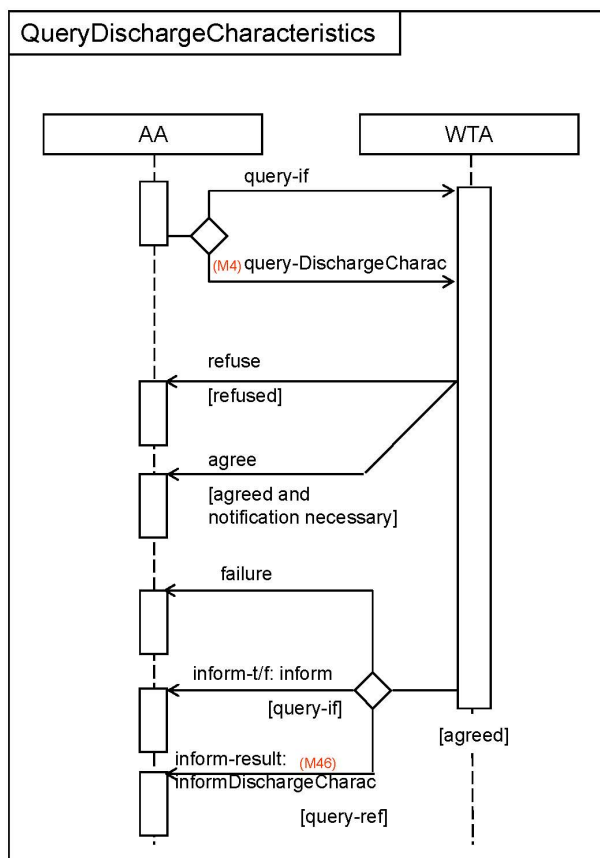 QueryDischargeCharacteristics
AA
WTA
query-if
(M4) query-DischargeCharac
refuse
[refused]
agree
[agreed and
notification necessary]
failure
inform-t/f: inform
[query-if]
[agreed]
inform-result: (M46)
informDischargeCharac
[query-ref]